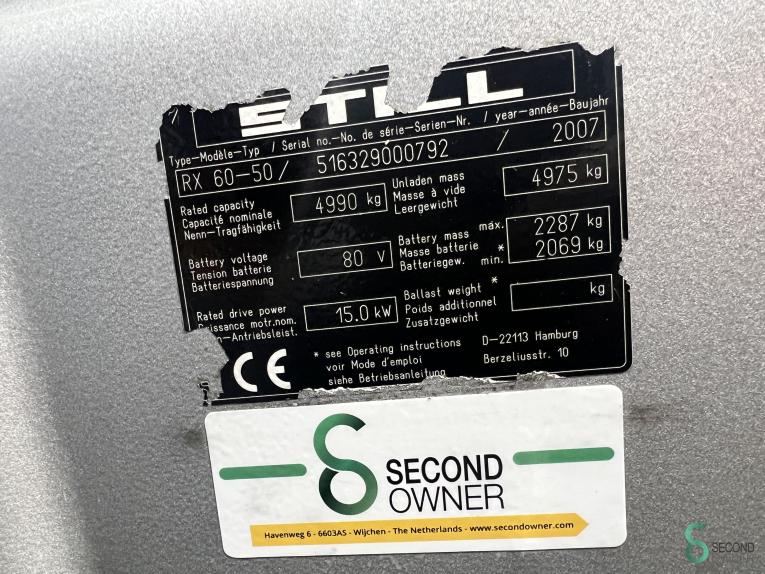 STILL
Type-Modèle-Typ / Serial no.-No. de série-Serien-Nr. / year-année-Baujahr
RX 60-50 / 516329000792 / 2007
Rated capacity
Capacité nominale
Nenn-Tragfähigkeit
4990 kg
Unladen mass
Masse à vide
Leergewicht
4975 kg
Battery voltage
Tension batterie
Batteriespannung
80 V
Battery mass max.
Masse batterie *
Batteriegew. min.
2287 kg
2069 kg
Rated drive power
Puissance motr.nom.
-Antriebsleist.
15.0 kW
Ballast weight *
Poids additionnel
Zusatzgewicht
kg
CE
* see Operating instructions
voir Mode d'emploi
siehe Betriebsanleitung
D-22113 Hamburg
Berzeliusstr. 10
SECOND
OWNER
Havenweg 6 - 6603AS - Wijchen - The Netherlands - www.secondowner.com
SECOND